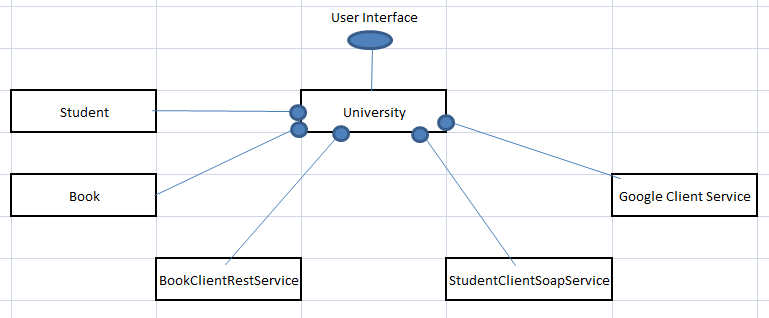 User Interface
Student
University
Book
Google Client Service
BookClientRestService
StudentClientSoapService